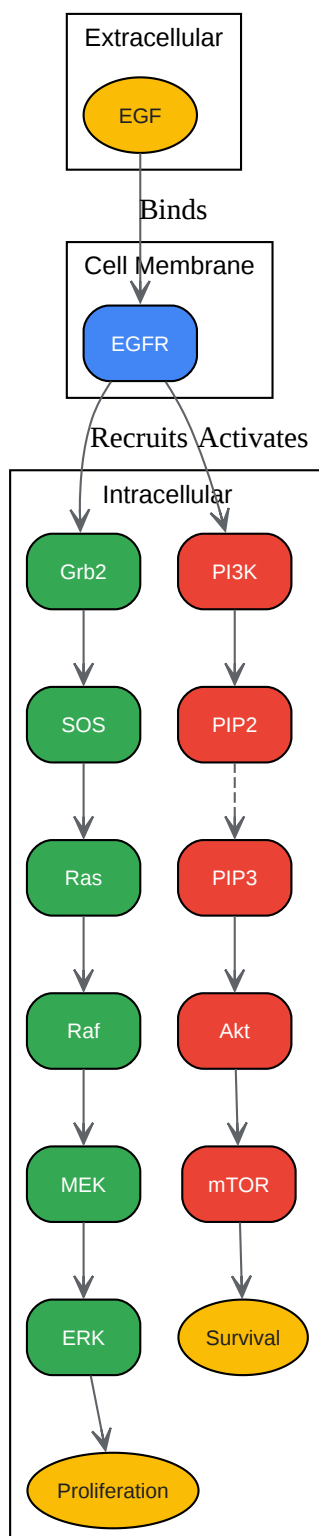 Extracellular
EGF
Binds
Cell Membrane
EGFR
Recruits
Activates
Intracellular
Grb2
PI3K
SOS
PIP2
Ras
PIP3
Raf
Akt
MEK
mTOR
ERK
Survival
Proliferation